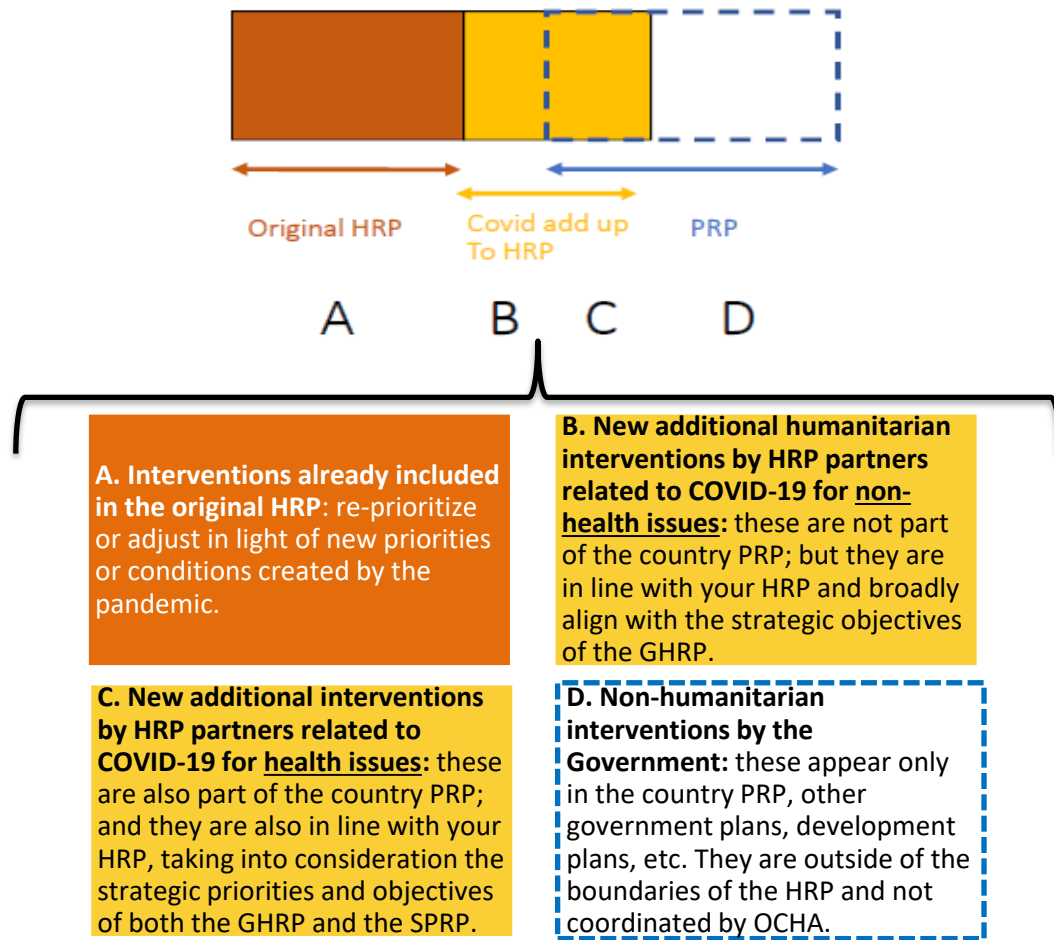 Original HRP
Covid add up
To HRP
PRP
A
B
C
D
A. Interventions already included
in the original HRP: re-prioritize
or adjust in light of new priorities
or conditions created by the
pandemic.
B. New additional humanitarian
interventions by HRP partners
related to COVID-19 for non-
health issues: these are not part
of the country PRP; but they are
in line with your HRP and broadly
align with the strategic objectives
of the GHRP.
C. New additional interventions
by HRP partners related to
COVID-19 for health issues: these
are also part of the country PRP;
and they are also in line with your
HRP, taking into consideration the
strategic priorities and objectives
of both the GHRP and the SPRP.
D. Non-humanitarian
interventions by the
Government: these appear only
in the country PRP, other
government plans, development
plans, etc. They are outside of the
boundaries of the HRP and not
coordinated by OCHA.